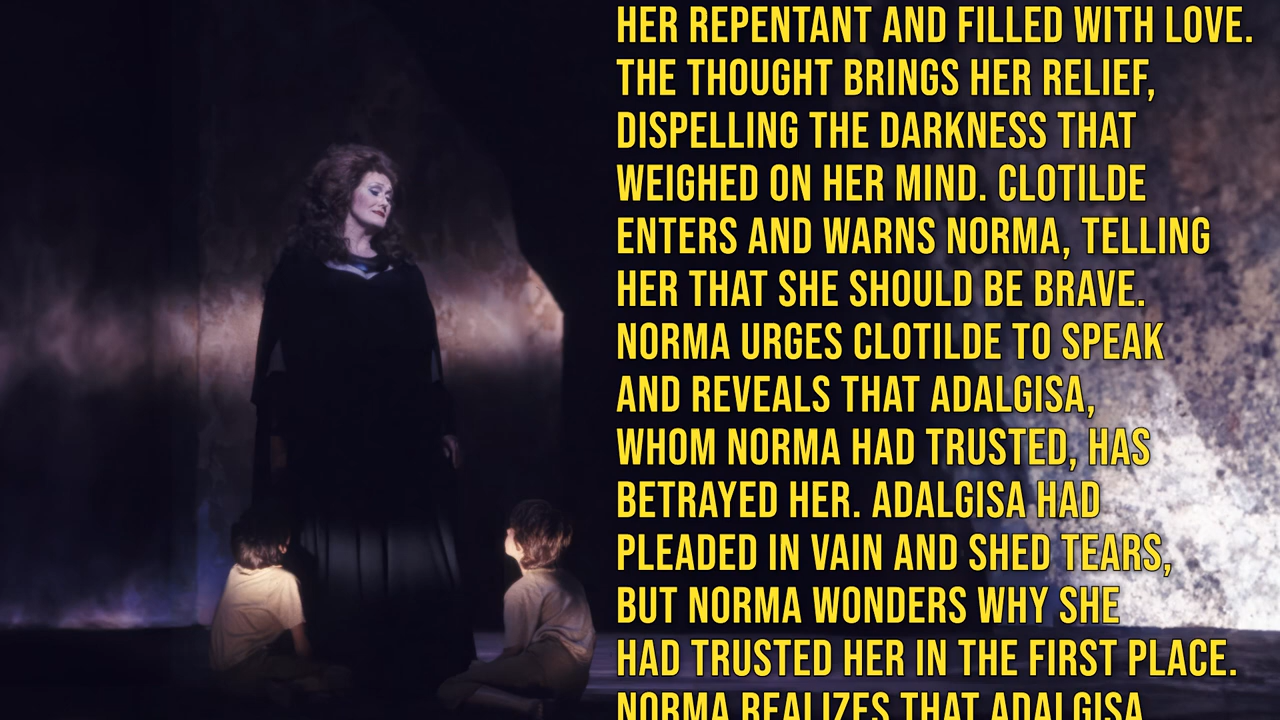 HER REPENTANT AND FILLED WITH LOVE.
THE THOUGHT BRINGS HER RELIEF,
DISPELLING THE DARKNESS THAT
WEIGHED ON HER MIND. CLOTILDE
ENTERS AND WARNS NORMA, TELLING
HER THAT SHE SHOULD BE BRAVE.
NORMA URGES CLOTILDE TO SPEAK
AND REVEALS THAT ADALGISA,
WHOM NORMA HAD TRUSTED, HAS
BETRAYED HER. ADALGISA HAD
PLEADED IN VAIN AND SHED TEARS,
BUT NORMA WONDERS WHY SHE
HAD TRUSTED HER IN THE FIRST PLACE.
NORMA REALIZES THAT ADALGISA